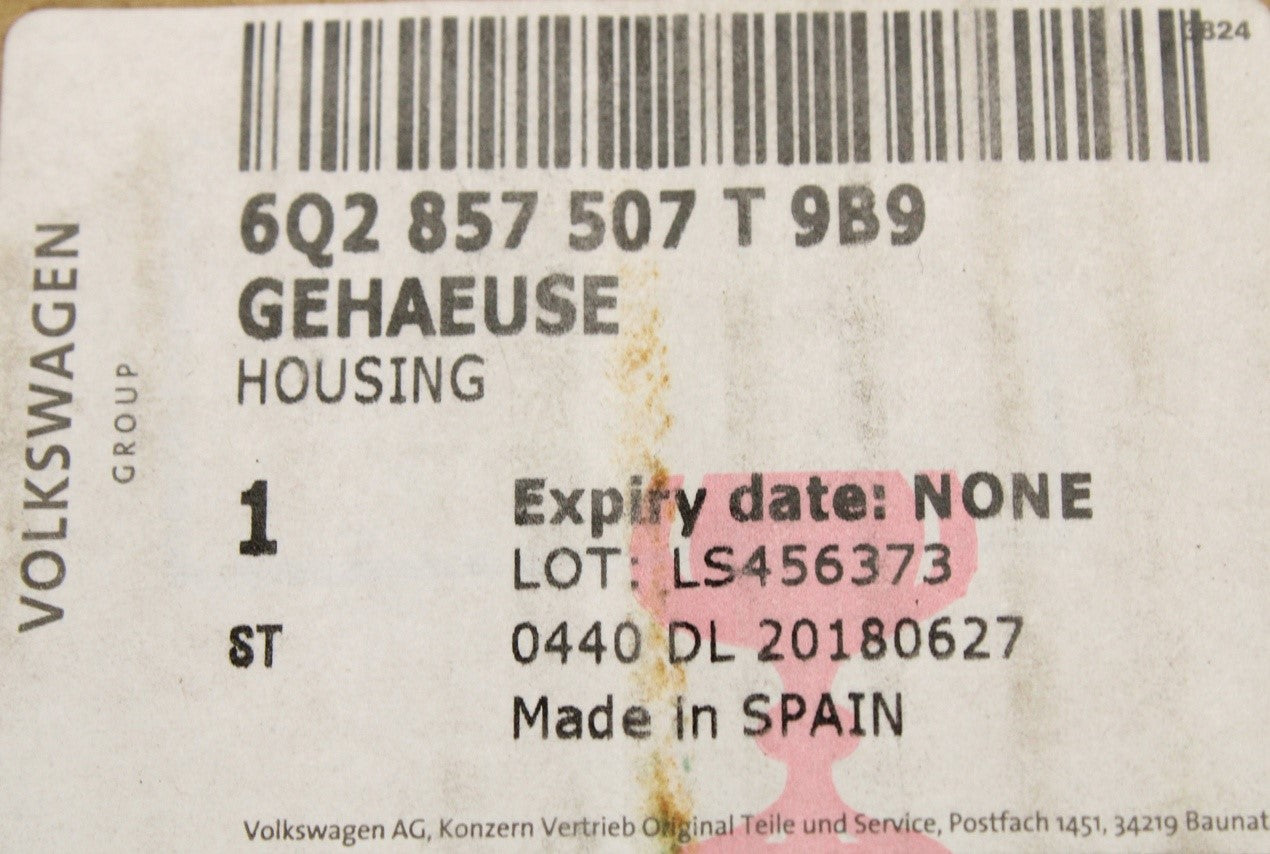 3824
6Q2 857 507 T 9B9
GEHAEUSE
HOUSING
1
ST
Expiry date: NONE
LOT: LS456373
0440 DL 20180627
Made in SPAIN
VOLKSWAGEN
GROUP
Volkswagen AG, Konzern Vertrieb Original Teile und Service, Postfach 1451, 34219 Baunat